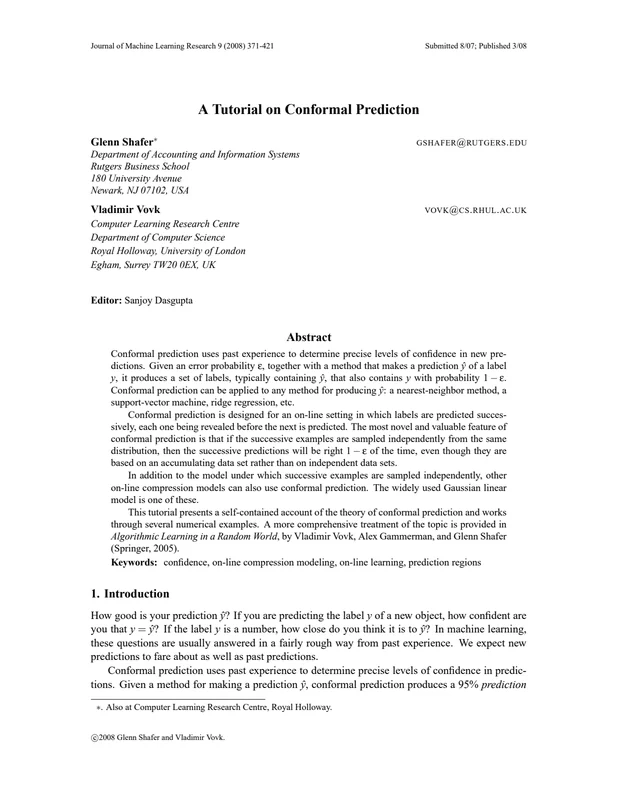 Journal of Machine Learning Research 9 (2008) 371-421 Submitted 8/07; Published 3/08
A Tutorial on Conformal Prediction
Glenn Shafer∗ GSHAFER@RUTGERS.EDU
Department of Accounting and Information Systems
Rutgers Business School
180 University Avenue
Newark, NJ 07102, USA
Vladimir Vovk VOVK@CS.RHUL.AC.UK
Computer Learning Research Centre
Department of Computer Science
Royal Holloway, University of London
Egham, Surrey TW20 0EX, UK
Editor: Sanjoy Dasgupta
Abstract
Conformal prediction uses past experience to determine precise levels of confidence in new pre-
dictions. Given an error probability ε, together with a method that makes a prediction ŷ of a label
y, it produces a set of labels, typically containing ŷ, that also contains y with probability 1 − ε.
Conformal prediction can be applied to any method for producing ŷ: a nearest-neighbor method, a
support-vector machine, ridge regression, etc.
Conformal prediction is designed for an on-line setting in which labels are predicted succes-
sively, each one being revealed before the next is predicted. The most novel and valuable feature of
conformal prediction is that if the successive examples are sampled independently from the same
distribution, then the successive predictions will be right 1 − ε of the time, even though they are
based on an accumulating data set rather than on independent data sets.
In addition to the model under which successive examples are sampled independently, other
on-line compression models can also use conformal prediction. The widely used Gaussian linear
model is one of these.
This tutorial presents a self-contained account of the theory of conformal prediction and works
through several numerical examples. A more comprehensive treatment of the topic is provided in
Algorithmic Learning in a Random World, by Vladimir Vovk, Alex Gammerman, and Glenn Shafer
(Springer, 2005).
Keywords: confidence, on-line compression modeling, on-line learning, prediction regions
1. Introduction
How good is your prediction ŷ? If you are predicting the label y of a new object, how confident are
you that y = ŷ? If the label y is a number, how close do you think it is to ŷ? In machine learning,
these questions are usually answered in a fairly rough way from past experience. We expect new
predictions to fare about as well as past predictions.
Conformal prediction uses past experience to determine precise levels of confidence in predic-
tions. Given a method for making a prediction ŷ, conformal prediction produces a 95% prediction
∗. Also at Computer Learning Research Centre, Royal Holloway.
©2008 Glenn Shafer and Vladimir Vovk.